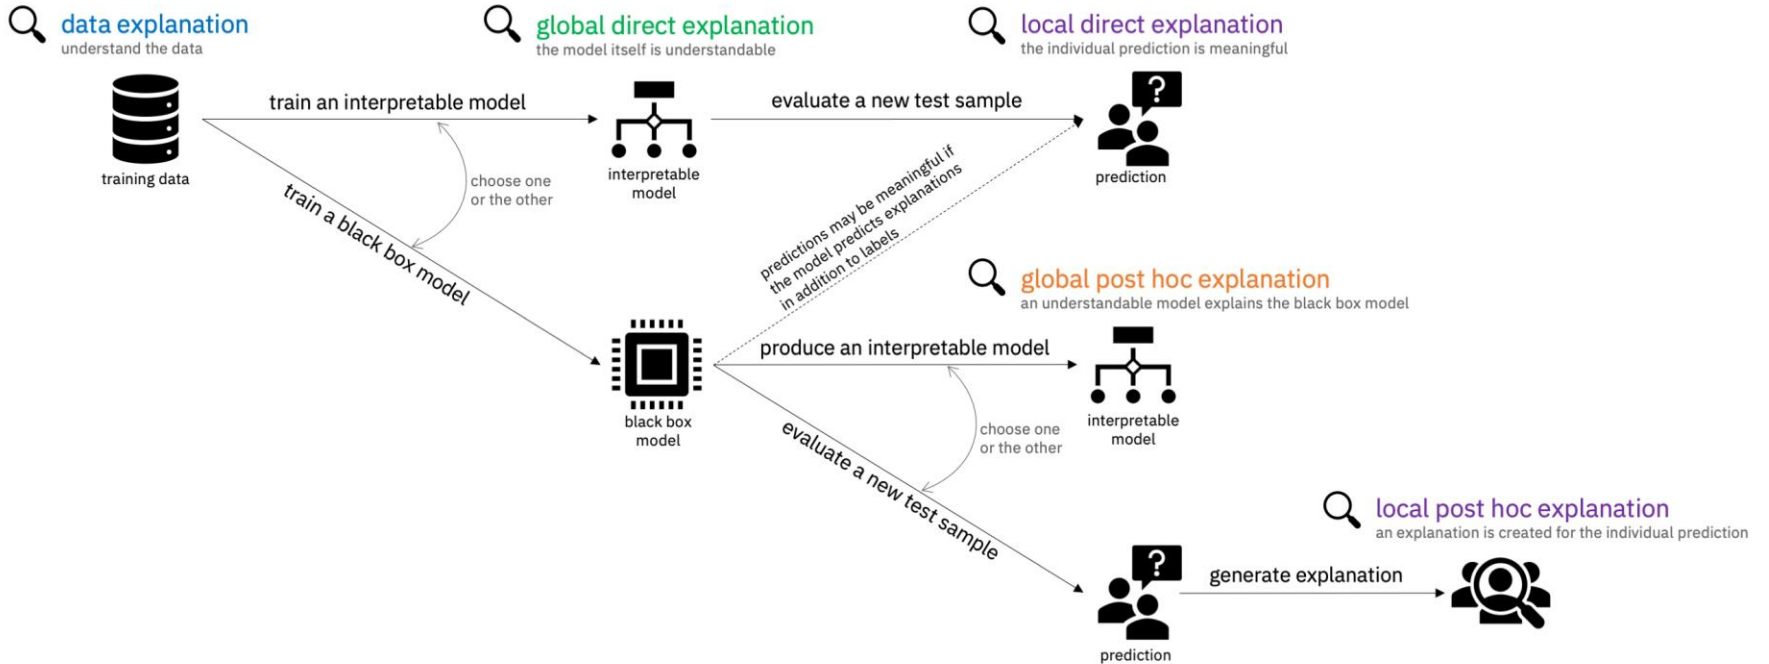 data explanation
understand the data
global direct explanation
the model itself is understandable
local direct explanation
the individual prediction is meaningful
train an interpretable model
evaluate a new test sample
?
training data
choose one
or the other
interpretable
model
prediction
train a black box model
predictions may be meaningful if
the model predicts explanations
in addition to labels
global post hoc explanation
an understandable model explains the black box model
produce an interpretable model
black box
model
choose one
or the other
interpretable
model
evaluate a new test sample
local post hoc explanation
an explanation is created for the individual prediction
?
generate explanation
prediction